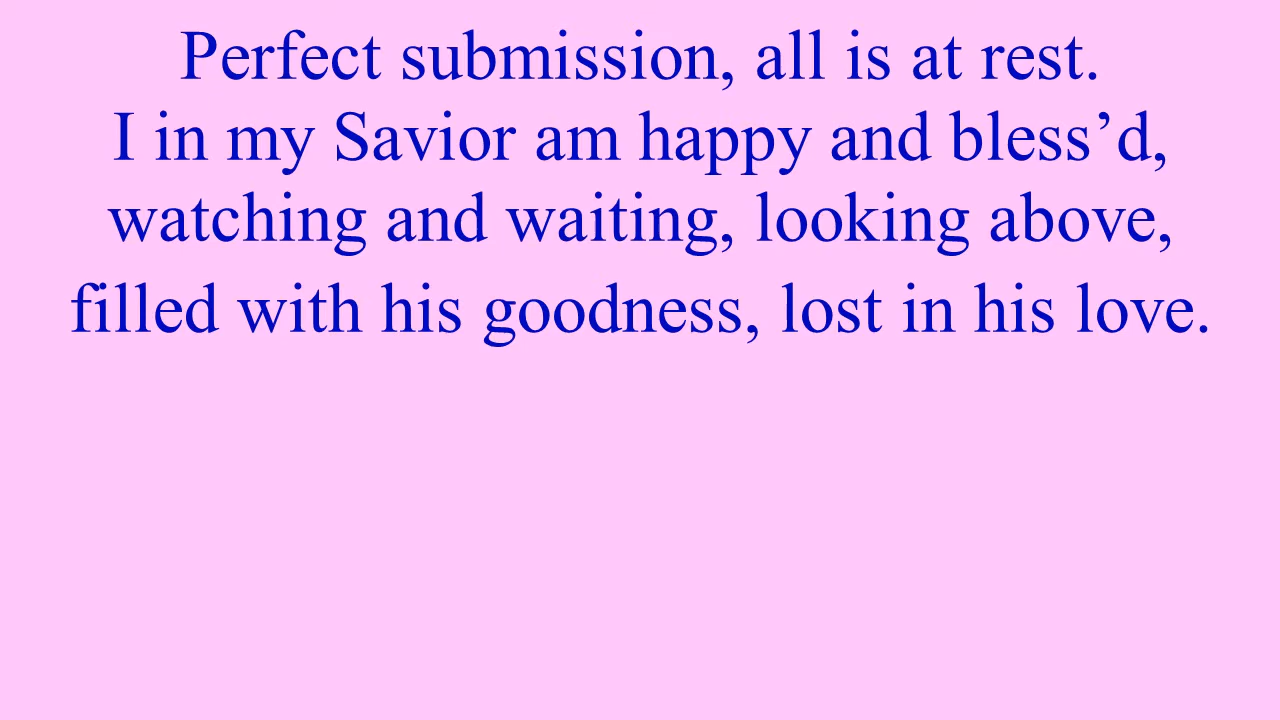 Perfect submission, all is at rest.
I in my Savior am happy and bless’d,
watching and waiting, looking above,
filled with his goodness, lost in his love.